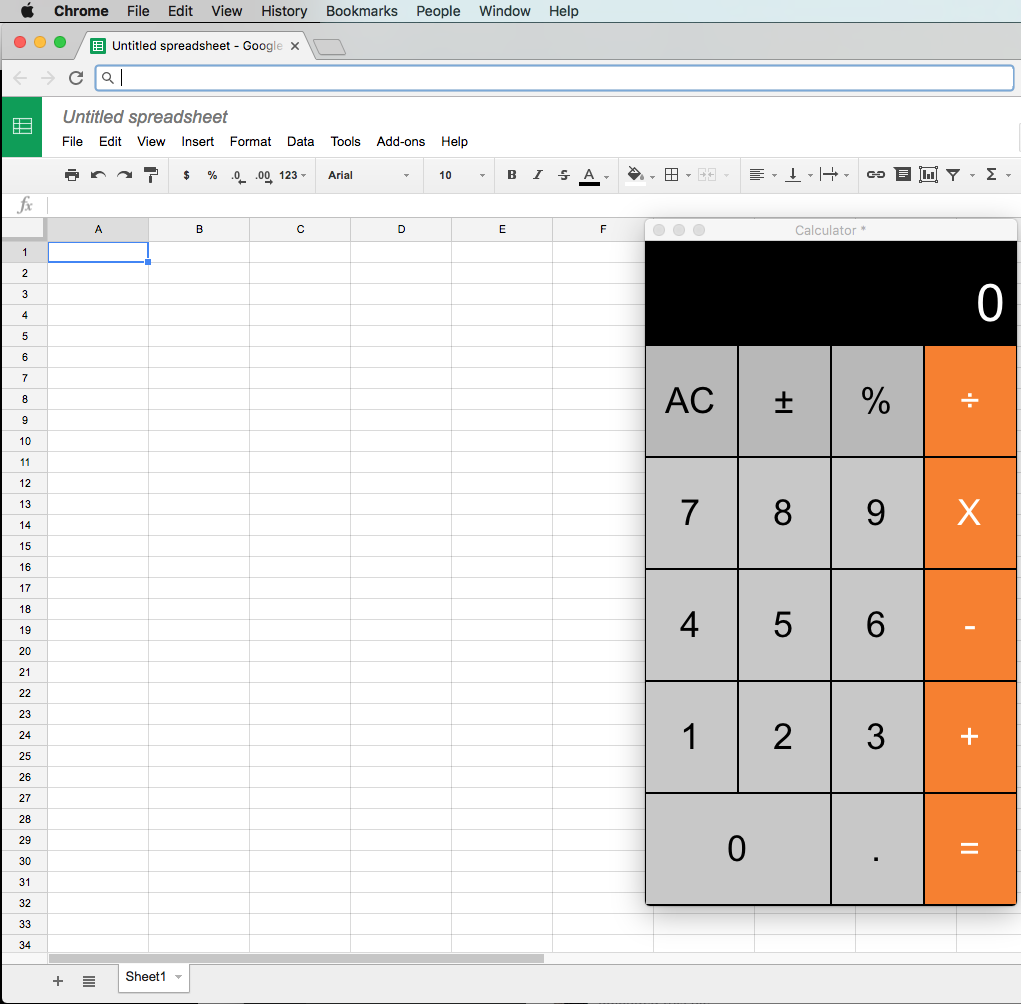 Chrome File Edit View History Bookmarks People Window Help
Untitled spreadsheet - Google
Untitled spreadsheet
File Edit View Insert Format Data Tools Add-ons Help
$ % .0 .00 123 Arial 10 B I S A Σ
fx
A B C D E F
Calculator *
0
AC ± % ÷
7 8 9 X
4 5 6 -
1 2 3 +
0 . =
1
2
3
4
5
6
7
8
9
10
11
12
13
14
15
16
17
18
19
20
21
22
23
24
25
26
27
28
29
30
31
32
33
34
+ Sheet1